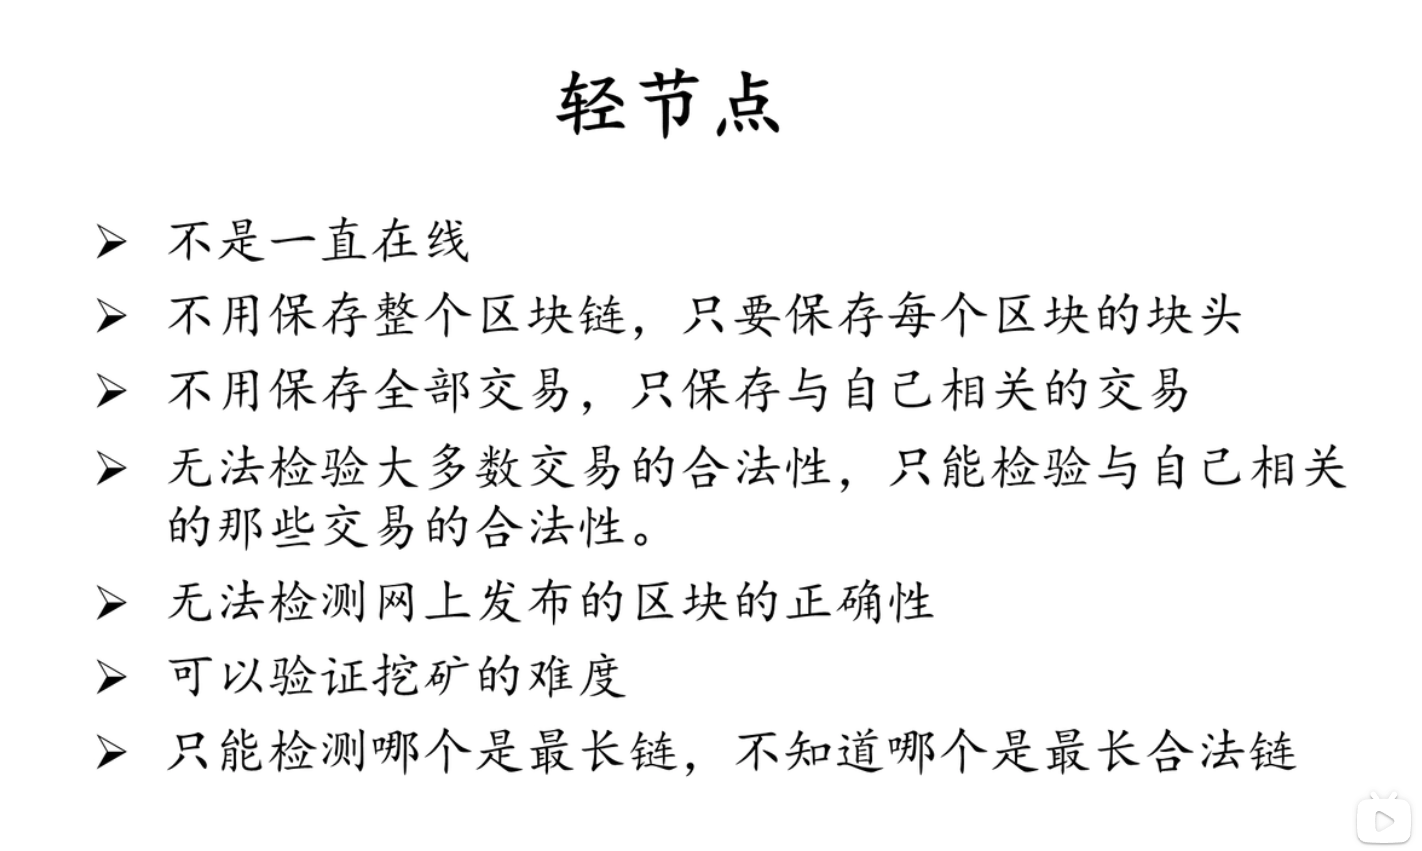 轻节点
不是一直在线
不用保存整个区块链，只要保存每个区块的块头
不用保存全部交易，只保存与自己相关的交易
无法检验大多数交易的合法性，只能检验与自己相关
的那些交易的合法性。
无法检测网上发布的区块的正确性
可以验证挖矿的难度
只能检测哪个是最长链，不知道哪个是最长合法链